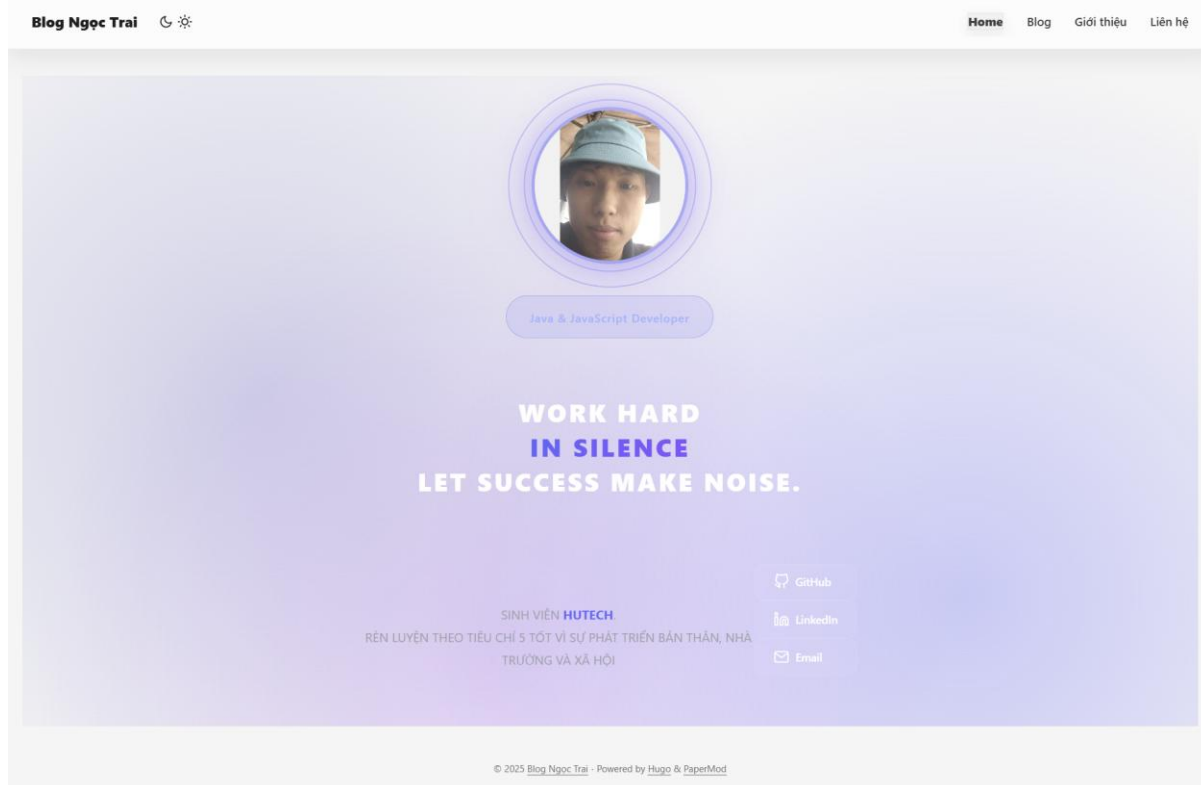 Blog Ngọc Trai
Home Blog Giới thiệu Liên hệ
Java & JavaScript Developer
WORK HARD
IN SILENCE
LET SUCCESS MAKE NOISE.
SINH VIÊN HUTECH.
RÈN LUYỆN THEO TIÊU CHÍ 5 TỐT VÌ SỰ PHÁT TRIỂN BẢN THÂN, NHÀ
TRƯỜNG VÀ XÃ HỘI
GitHub
LinkedIn
Email
© 2025 Blog Ngọc Trai · Powered by Hugo & PaperMod